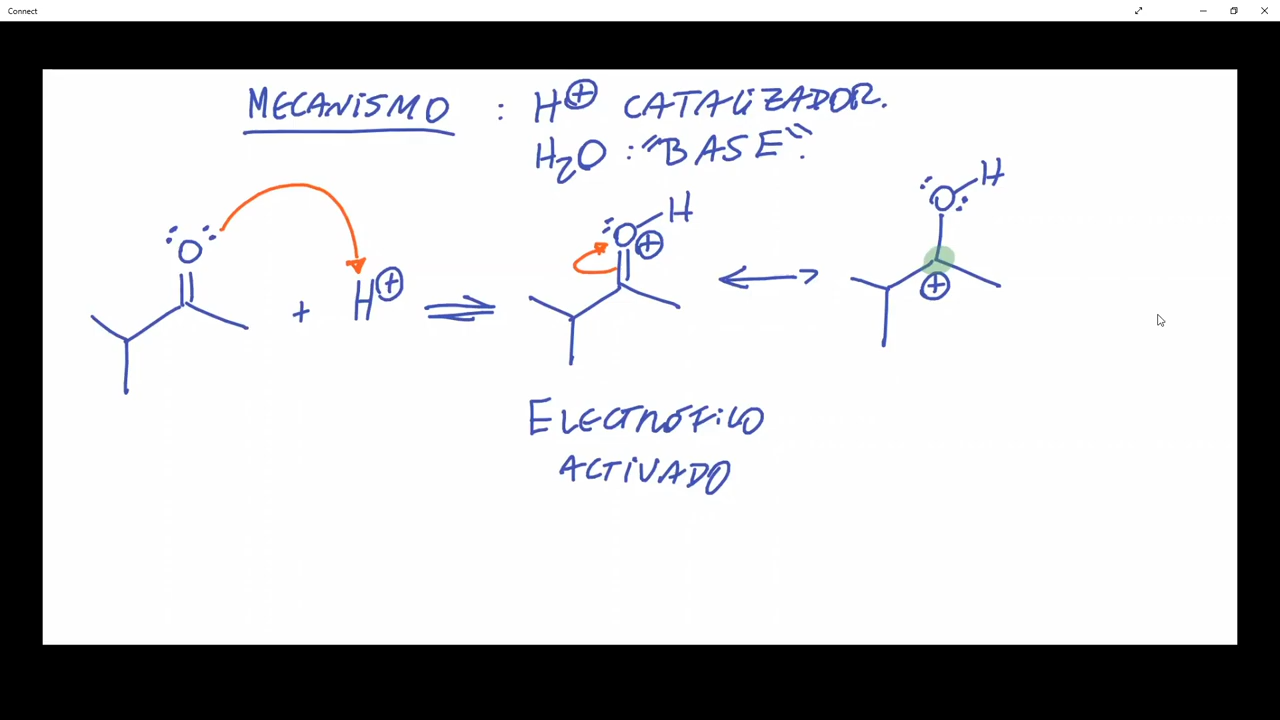 Connect
MECANISMO : H⊕ CATALIZADOR.
H2O : "BASE".
H
O
O
H
⊕
O
+ H⊕
⊕
ELECTRÓFILO
ACTIVADO